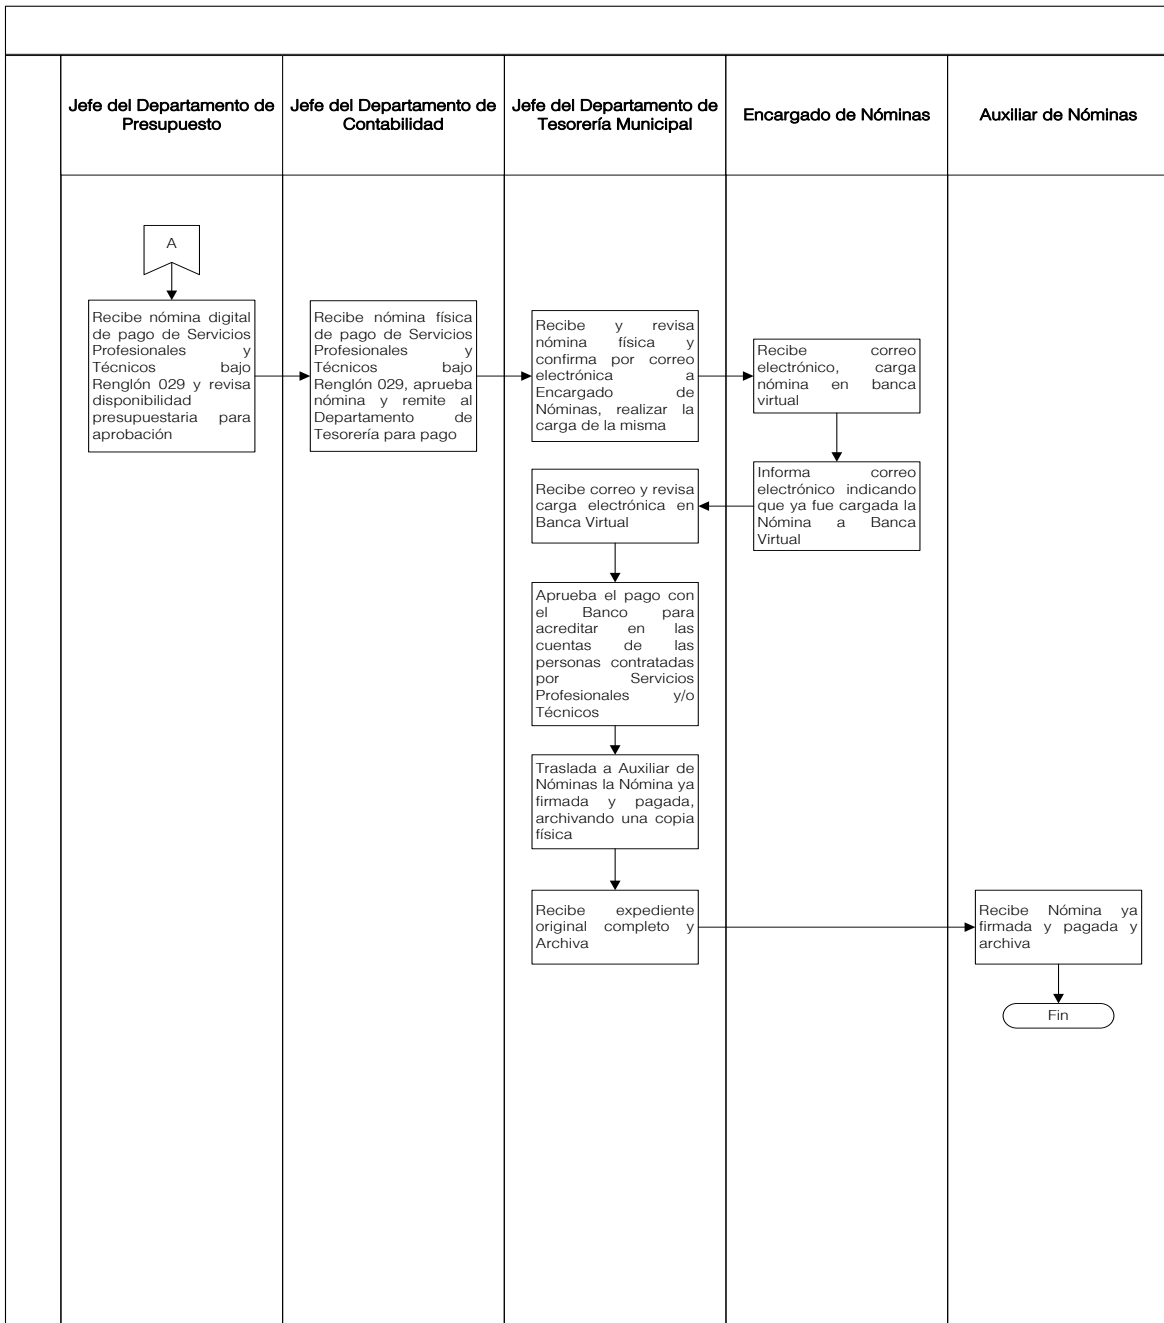 Jefe del Departamento de
Presupuesto
Jefe del Departamento de
Contabilidad
Jefe del Departamento de
Tesorería Municipal
Encargado de Nóminas
Auxiliar de Nóminas
A
Recibe nómina digital
de pago de Servicios
Profesionales y
Técnicos bajo
Renglón 029 y revisa
disponibilidad
presupuestaria para
aprobación
Recibe nómina física
de pago de Servicios
Profesionales y
Técnicos bajo
Renglón 029, aprueba
nómina y remite al
Departamento de
Tesorería para pago
Recibe y revisa
nómina física y
confirma por correo
electrónica a
Encargado de
Nóminas, realizar la
carga de la misma
Recibe correo
electrónico, carga
nómina en banca
virtual
Informa correo
electrónico indicando
que ya fue cargada la
Nómina a Banca
Virtual
Recibe correo y revisa
carga electrónica en
Banca Virtual
Aprueba el pago con
el Banco para
acreditar en las
cuentas de las
personas contratadas
por Servicios
Profesionales y/o
Técnicos
Traslada a Auxiliar de
Nóminas la Nómina ya
firmada y pagada,
archivando una copia
física
Recibe expediente
original completo y
Archiva
Recibe Nómina ya
firmada y pagada y
archiva
Fin